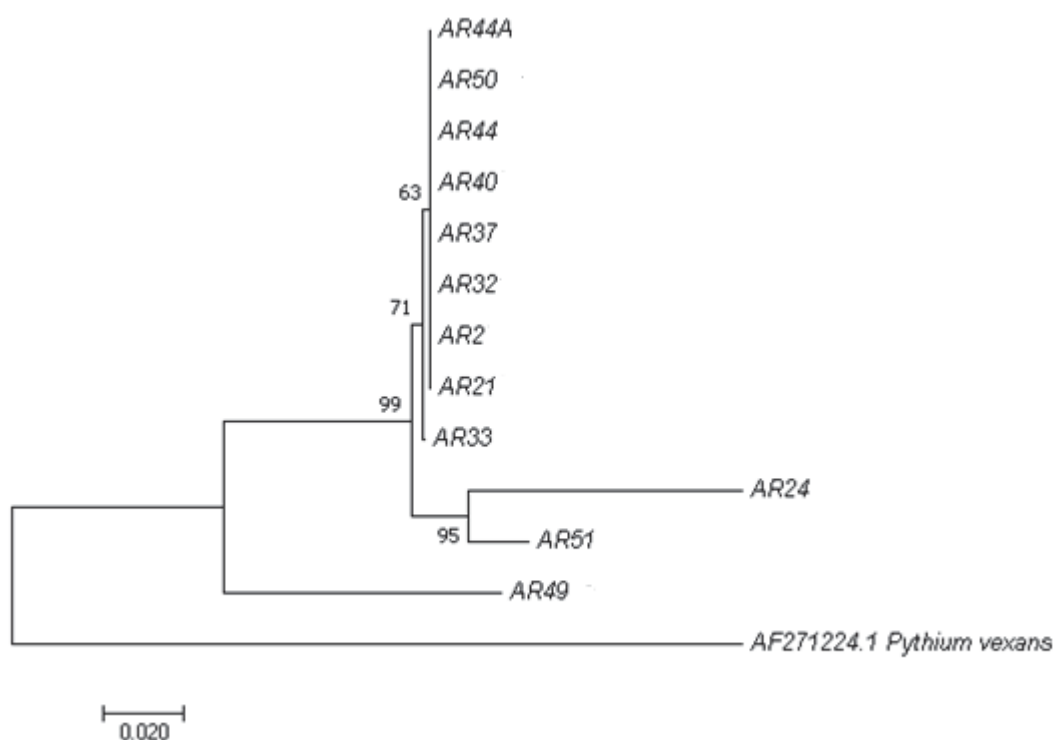 AR44A
AR50
AR44
AR40
63
AR37
AR32
71
AR2
AR21
99
AR33
AR24
95
AR51
AR49
AF271224.1 Pythium vexans
0.020